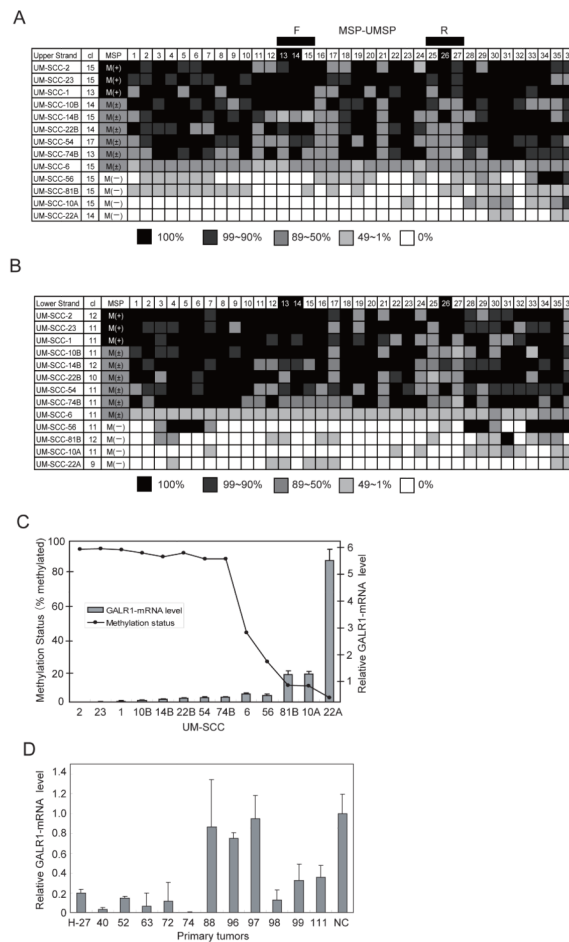 A
F MSP-UMSP R
Upper Strand cl MSP 1 2 3 4 5 6 7 8 9 10 11 12 13 14 15 16 17 18 19 20 21 22 23 24 25 26 27 28 29 30 31 32 33 34 35
UM-SCC-2 15 M(+)
UM-SCC-23 15 M(+)
UM-SCC-1 13 M(+)
UM-SCC-10B 14 M(±)
UM-SCC-14B 15 M(±)
UM-SCC-22B 14 M(±)
UM-SCC-54 17 M(±)
UM-SCC-74B 13 M(±)
UM-SCC-6 15 M(±)
UM-SCC-56 15 M(−)
UM-SCC-81B 15 M(−)
UM-SCC-10A 15 M(−)
UM-SCC-22A 14 M(−)
100% 99~90% 89~50% 49~1% 0%
B
Lower Strand cl MSP 1 2 3 4 5 6 7 8 9 10 11 12 13 14 15 16 17 18 19 20 21 22 23 24 25 26 27 28 29 30 31 32 33 34 35
UM-SCC-2 12 M(+)
UM-SCC-23 11 M(+)
UM-SCC-1 11 M(+)
UM-SCC-10B 11 M(±)
UM-SCC-14B 12 M(±)
UM-SCC-22B 10 M(±)
UM-SCC-54 11 M(±)
UM-SCC-74B 11 M(±)
UM-SCC-6 11 M(±)
UM-SCC-56 11 M(−)
UM-SCC-81B 12 M(−)
UM-SCC-10A 11 M(−)
UM-SCC-22A 9 M(−)
100% 99~90% 89~50% 49~1% 0%
C
Methylation Status (% methylated)
100
80
60
40
20
0
GALR1-mRNA level
Methylation status
6
5
4
3
2
1
Relative GALR1-mRNA level
2 23 1 10B 14B 22B 54 74B 6 56 81B 10A 22A
UM-SCC
D
Relative GALR1-mRNA level
1.4
1.2
1.0
0.8
0.6
0.4
0.2
0
H-27 40 52 63 72 74 88 96 97 98 99 111 NC
Primary tumors